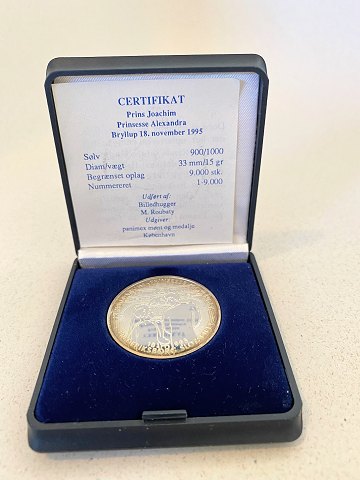 CERTIFIKAT
Prins Joachim
Prinsesse Alexandra
Bryllup 18. november 1995
Sølv 900/1000
Diam/vægt 33 mm/15 gr
Begrænset oplag 9.000 stk.
Nummereret 1-9.000
Udført af:
Billedhugger
M. Roubaty
Udgiver:
panimex mønt og medalje
København